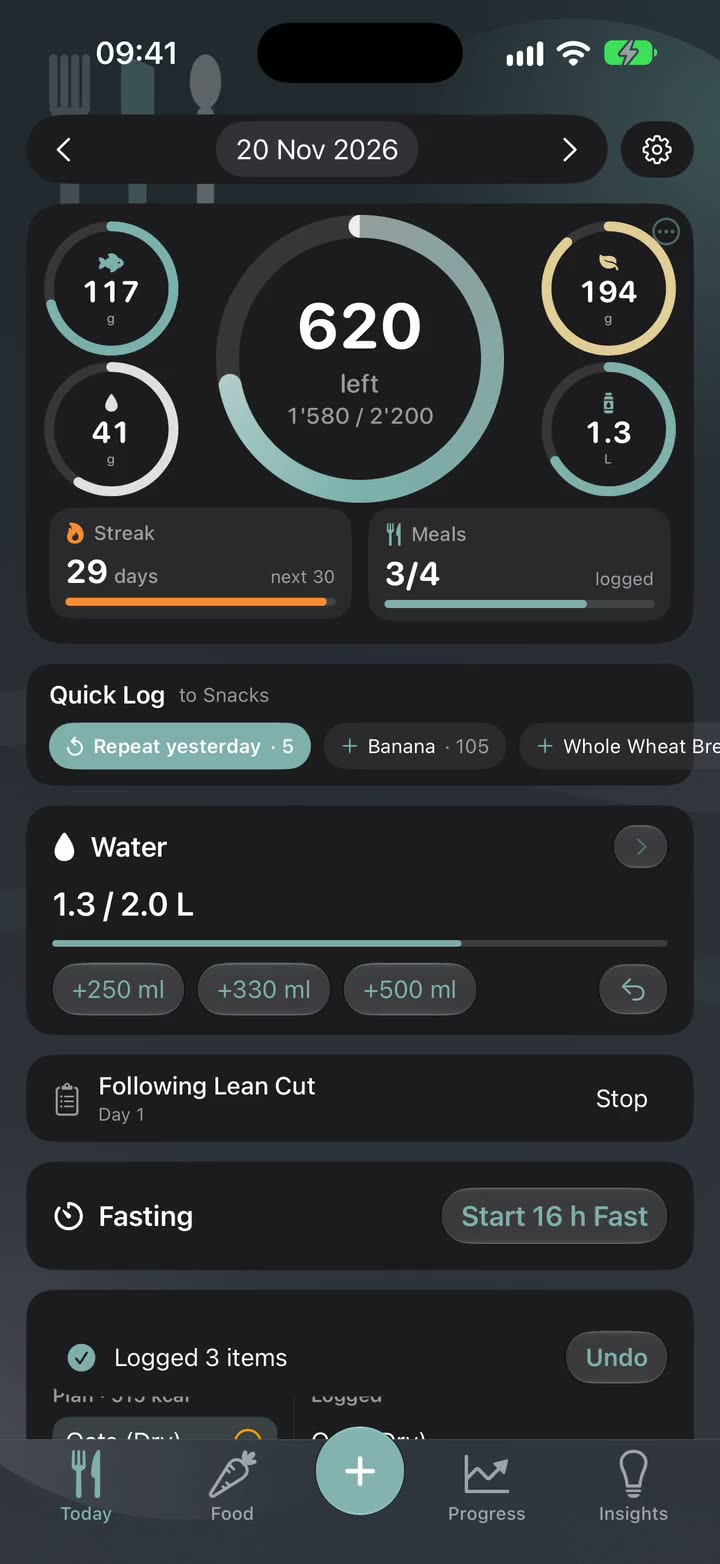 09:41
20 Nov 2026
117
g
620
left
1'580 / 2'200
194
g
41
g
1.3
L
Streak
29 days
next 30
Meals
3/4
logged
Quick Log to Snacks
Repeat yesterday · 5
Banana · 105
Whole Wheat Bre
Water
1.3 / 2.0 L
+250 ml
+330 ml
+500 ml
Following Lean Cut
Day 1
Stop
Fasting
Start 16 h Fast
Logged 3 items
Undo
Logged
Oats (Dry)
Today
Food
Progress
Insights